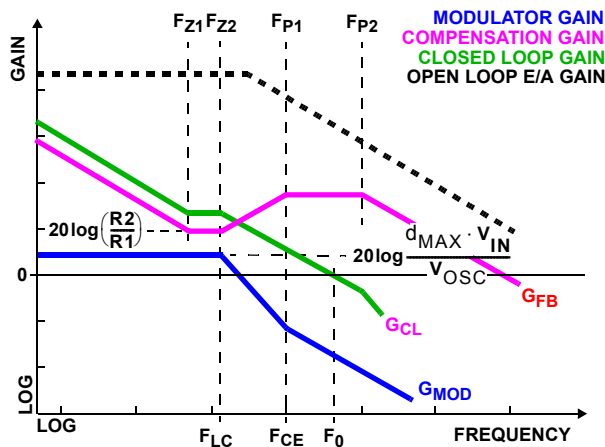 F_Z1 F_Z2 F_P1 F_P2
MODULATOR GAIN
COMPENSATION GAIN
CLOSED LOOP GAIN
OPEN LOOP E/A GAIN
GAIN
20log(R2/R1)
20log d_MAX · V_IN / V_OSC
0
G_FB
G_CL
G_MOD
LOG
LOG
F_LC F_CE F_0
FREQUENCY